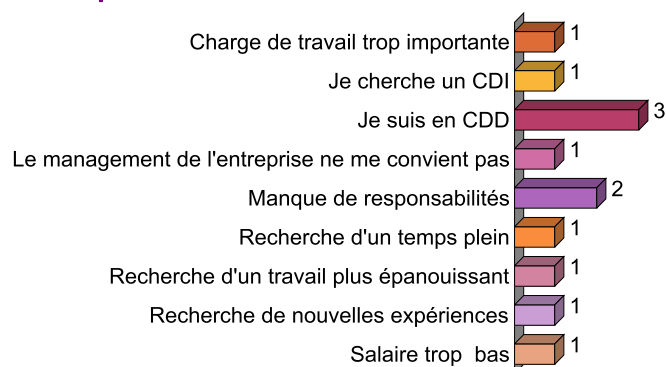 Charge de travail trop importante 1
Je cherche un CDI 1
Je suis en CDD 3
Le management de l'entreprise ne me convient pas 1
Manque de responsabilités 2
Recherche d'un temps plein 1
Recherche d'un travail plus épanouissant 1
Recherche de nouvelles expériences 1
Salaire trop bas 1